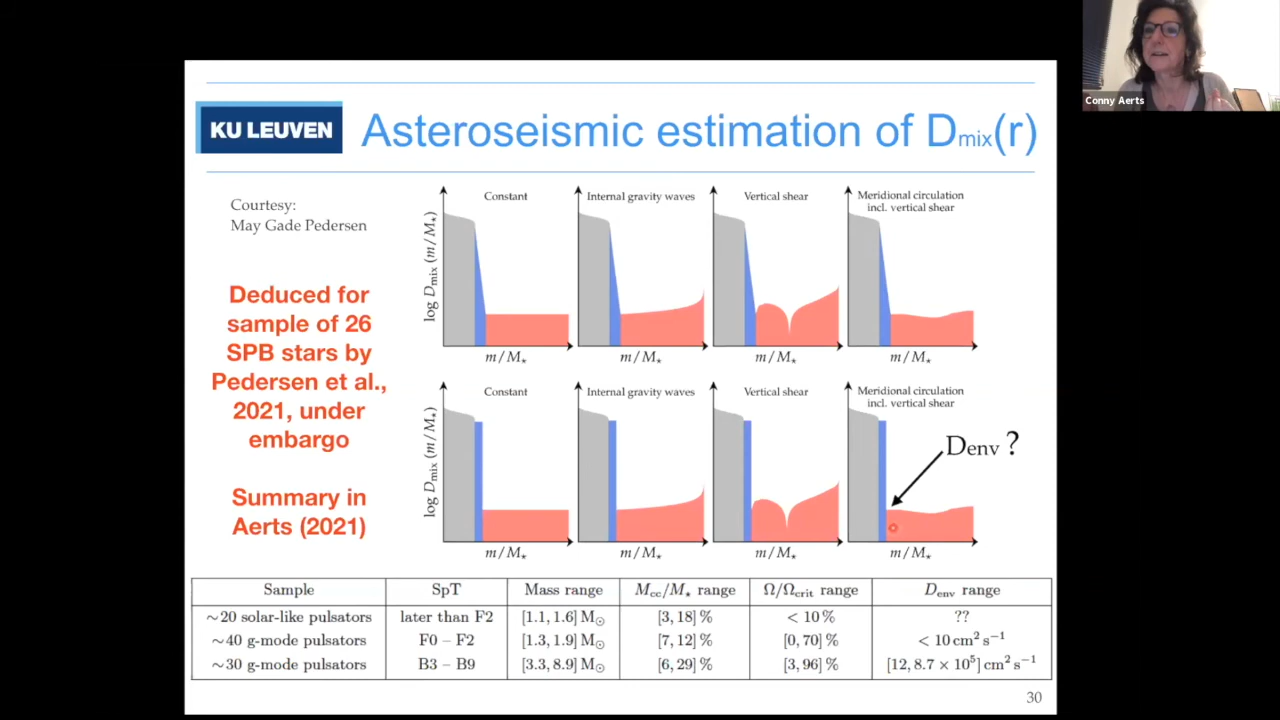 Conny Aerts
KU LEUVEN
Asteroseismic estimation of Dmix(r)
Courtesy:
May Gade Pedersen
Deduced for
sample of 26
SPB stars by
Pedersen et al.,
2021, under
embargo
Summary in
Aerts (2021)
Constant
Internal gravity waves
Vertical shear
Meridional circulation
incl. vertical shear
log Dmix (m/M⋆)
m/M⋆
m/M⋆
m/M⋆
m/M⋆
Constant
Internal gravity waves
Vertical shear
Meridional circulation
incl. vertical shear
log Dmix (m/M⋆)
Denv ?
m/M⋆
m/M⋆
m/M⋆
m/M⋆
Sample SpT Mass range Mcc/M⋆ range Ω/Ωcrit range Denv range
~20 solar-like pulsators later than F2 [1.1, 1.6] M⊙ [3, 18] % < 10 % ??
~40 g-mode pulsators F0 – F2 [1.3, 1.9] M⊙ [7, 12] % [0, 70] % < 10 cm² s⁻¹
~30 g-mode pulsators B3 – B9 [3.3, 8.9] M⊙ [6, 29] % [3, 96] % [12, 8.7 × 10⁵] cm² s⁻¹
30